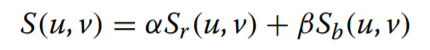 S(u, ν) = αS_r(u, ν) + βS_b(u, ν)